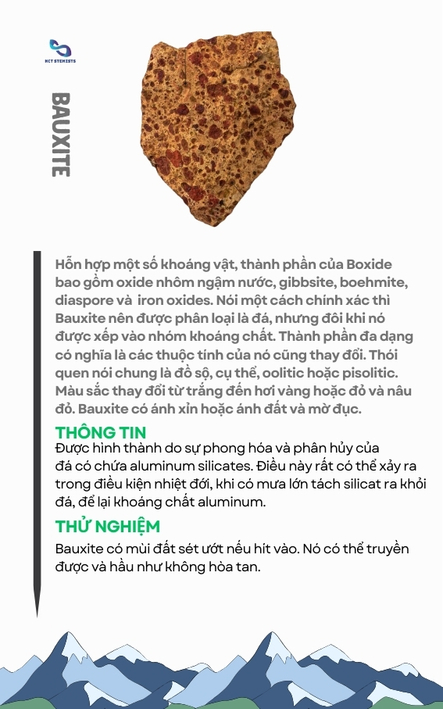 NCT STEMERTS
BAUXITE
Hỗn hợp một số khoáng vật, thành phần của Boxide
bao gồm oxide nhôm ngậm nước, gibbsite, boehmite,
diaspore và iron oxides. Nói một cách chính xác thì
Bauxite nên được phân loại là đá, nhưng đôi khi nó
được xếp vào nhóm khoáng chất. Thành phần đa dạng
có nghĩa là các thuộc tính của nó cũng thay đổi. Thói
quen nói chung là đồ sộ, cụ thể, oolitic hoặc pisolitic.
Màu sắc thay đổi từ trắng đến hơi vàng hoặc đỏ và nâu
đỏ. Bauxite có ánh xỉn hoặc ánh đất và mờ đục.
THÔNG TIN
Được hình thành do sự phong hóa và phân hủy của
đá có chứa aluminum silicates. Điều này rất có thể xảy ra
trong điều kiện nhiệt đới, khi có mưa lớn tách silicat ra khỏi
đá, để lại khoáng chất aluminum.
THỬ NGHIỆM
Bauxite có mùi đất sét ướt nếu hít vào. Nó có thể truyền
được và hầu như không hòa tan.